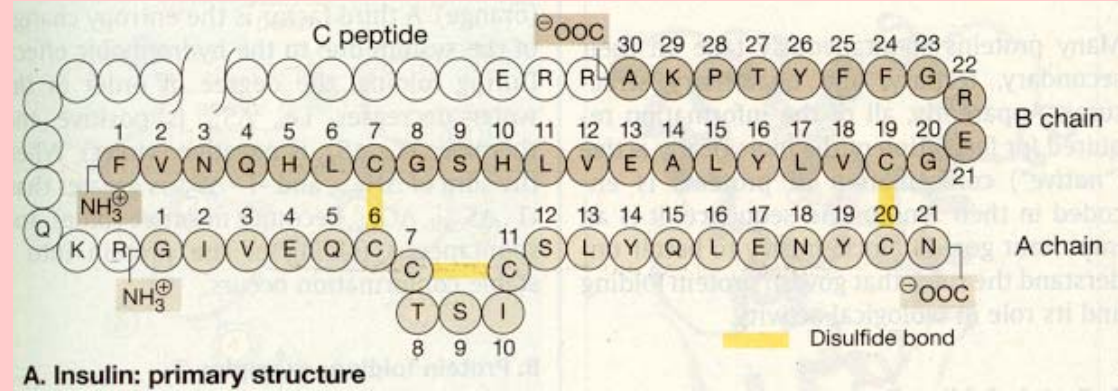 C peptide ⊖OOC
30 29 28 27 26 25 24 23
E R R A K P T Y F F G 22
R
B chain
1 2 3 4 5 6 7 8 9 10 11 12 13 14 15 16 17 18 19 20
E
F V N Q H L C G S H L V E A L Y L V C G 21
NH₃⊕
1 2 3 4 5 6 7 11 12 13 14 15 16 17 18 19 20 21
Q
K R G I V E Q C S L Y Q L E N Y C N A chain
C C
NH₃⊕ ⊖OOC
T S I
8 9 10
Disulfide bond
A. Insulin: primary structure